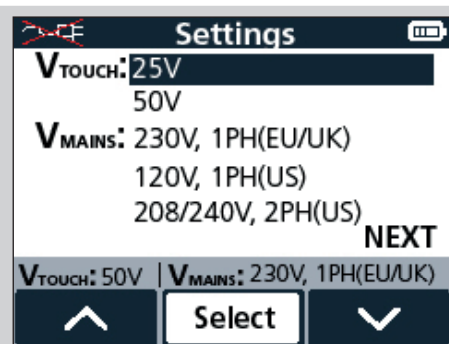 Settings
VTOUCH: 25V
50V
VMAINS: 230V, 1PH(EU/UK)
120V, 1PH(US)
208/240V, 2PH(US)
NEXT
VTOUCH: 50V | VMAINS: 230V, 1PH(EU/UK)
Select